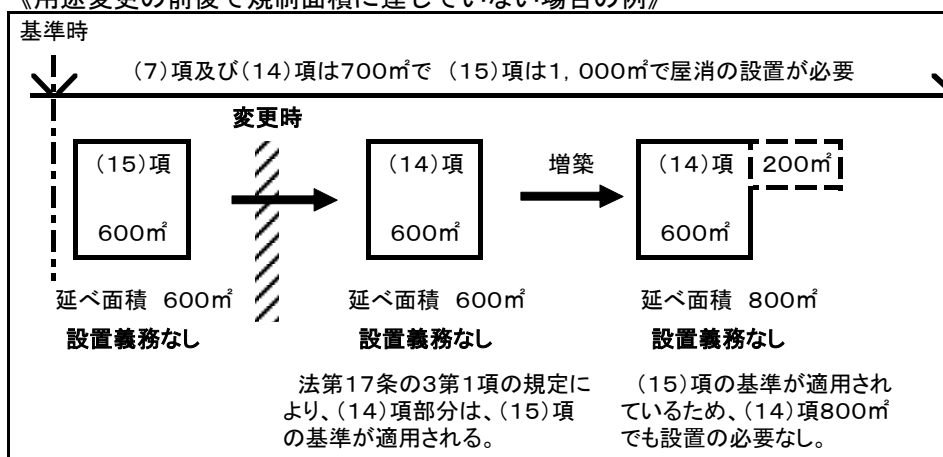 《用途変更の前後で規制面積に達していない場合の例》
基準時
(7)項及び(14)項は700㎡で (15)項は1,000㎡で屋消の設置が必要
変更時
(15)項
600㎡
(14)項
600㎡
増築
(14)項
200㎡
600㎡
延べ面積 600㎡
設置義務なし
延べ面積 600㎡
設置義務なし
延べ面積 800㎡
設置義務なし
法第17条の3第1項の規定に
より、(14)項部分は、(15)項
の基準が適用される。
(15)項の基準が適用され
ているため、(14)項800㎡
でも設置の必要なし。